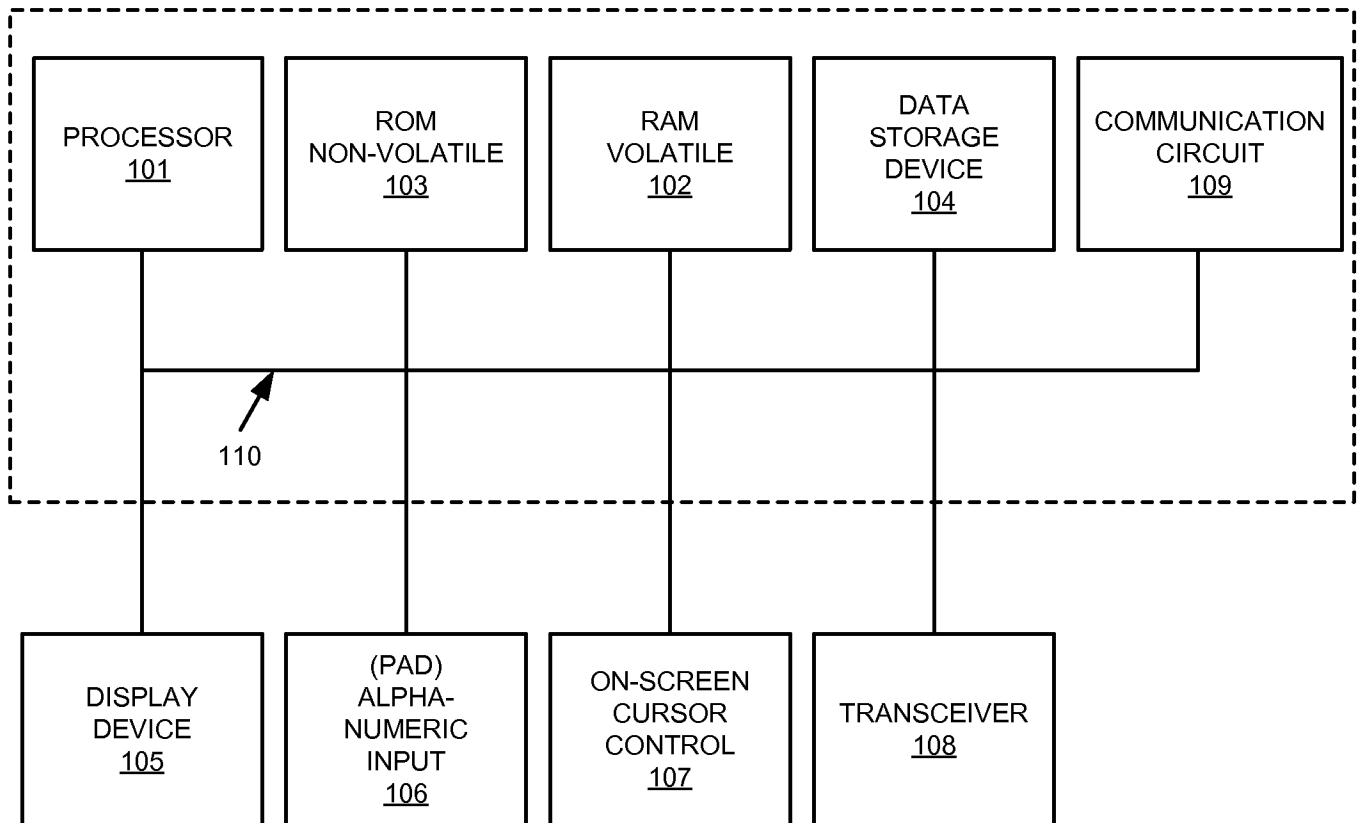 PROCESSOR
101
ROM
NON-VOLATILE
103
RAM
VOLATILE
102
DATA
STORAGE
DEVICE
104
COMMUNICATION
CIRCUIT
109
110
DISPLAY
DEVICE
105
(PAD)
ALPHA-
NUMERIC
INPUT
106
ON-SCREEN
CURSOR
CONTROL
107
TRANSCEIVER
108